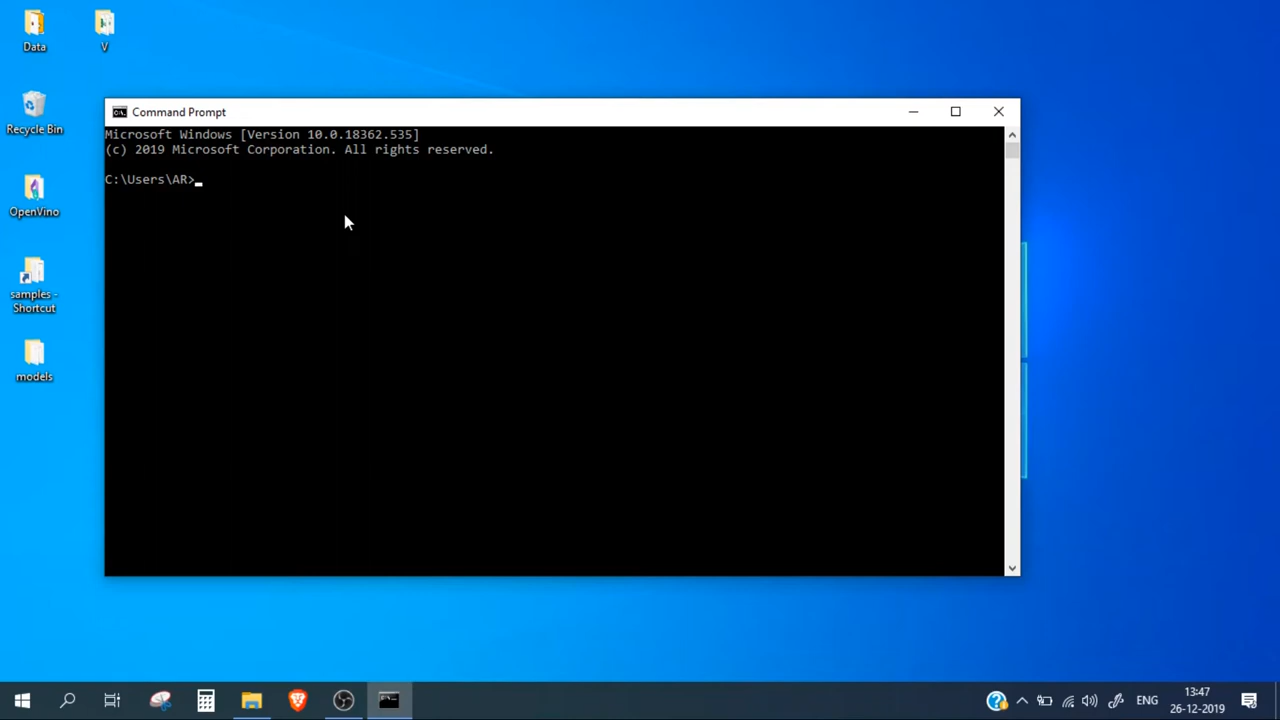 Data
V
Recycle Bin
OpenVino
samples -
Shortcut
models
Command Prompt
Microsoft Windows [Version 10.0.18362.535]
(c) 2019 Microsoft Corporation. All rights reserved.
C:\Users\AR>
ENG
13:47
26-12-2019